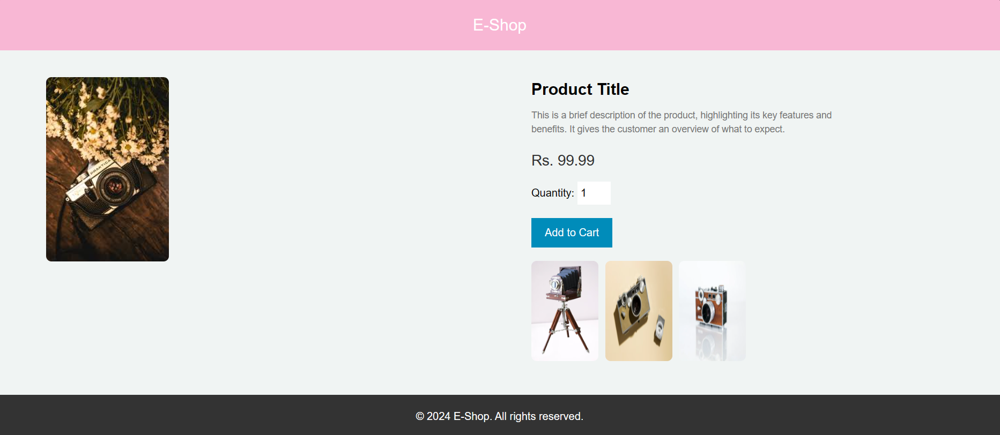 E-Shop
PRAKTICA
Product Title
This is a brief description of the product, highlighting its key features and
benefits. It gives the customer an overview of what to expect.
Rs. 99.99
Quantity: 1
Add to Cart
© 2024 E-Shop. All rights reserved.